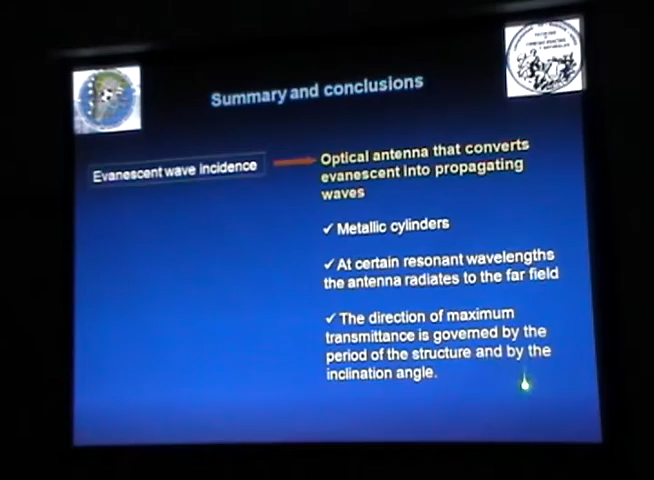 Summary and conclusions
Evanescent wave incidence
Optical antenna that converts
evanescent into propagating
waves
✓ Metallic cylinders
✓ At certain resonant wavelengths
the antenna radiates to the far field
✓ The direction of maximum
transmittance is governed by the
period of the structure and by the
inclination angle.